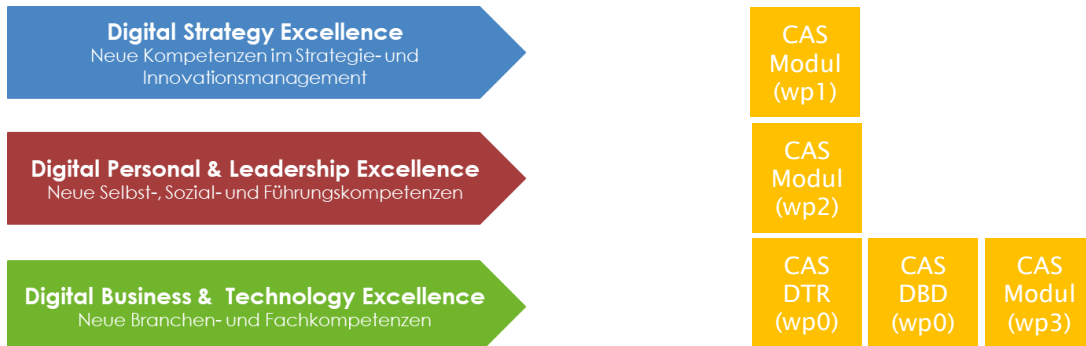 Digital Strategy Excellence
Neue Kompetenzen im Strategie- und
Innovationsmanagement
CAS
Modul
(wp1)
Digital Personal & Leadership Excellence
Neue Selbst-, Sozial- und Führungskompetenzen
CAS
Modul
(wp2)
Digital Business & Technology Excellence
Neue Branchen- und Fachkompetenzen
CAS
DTR
(wp0)
CAS
DBD
(wp0)
CAS
Modul
(wp3)